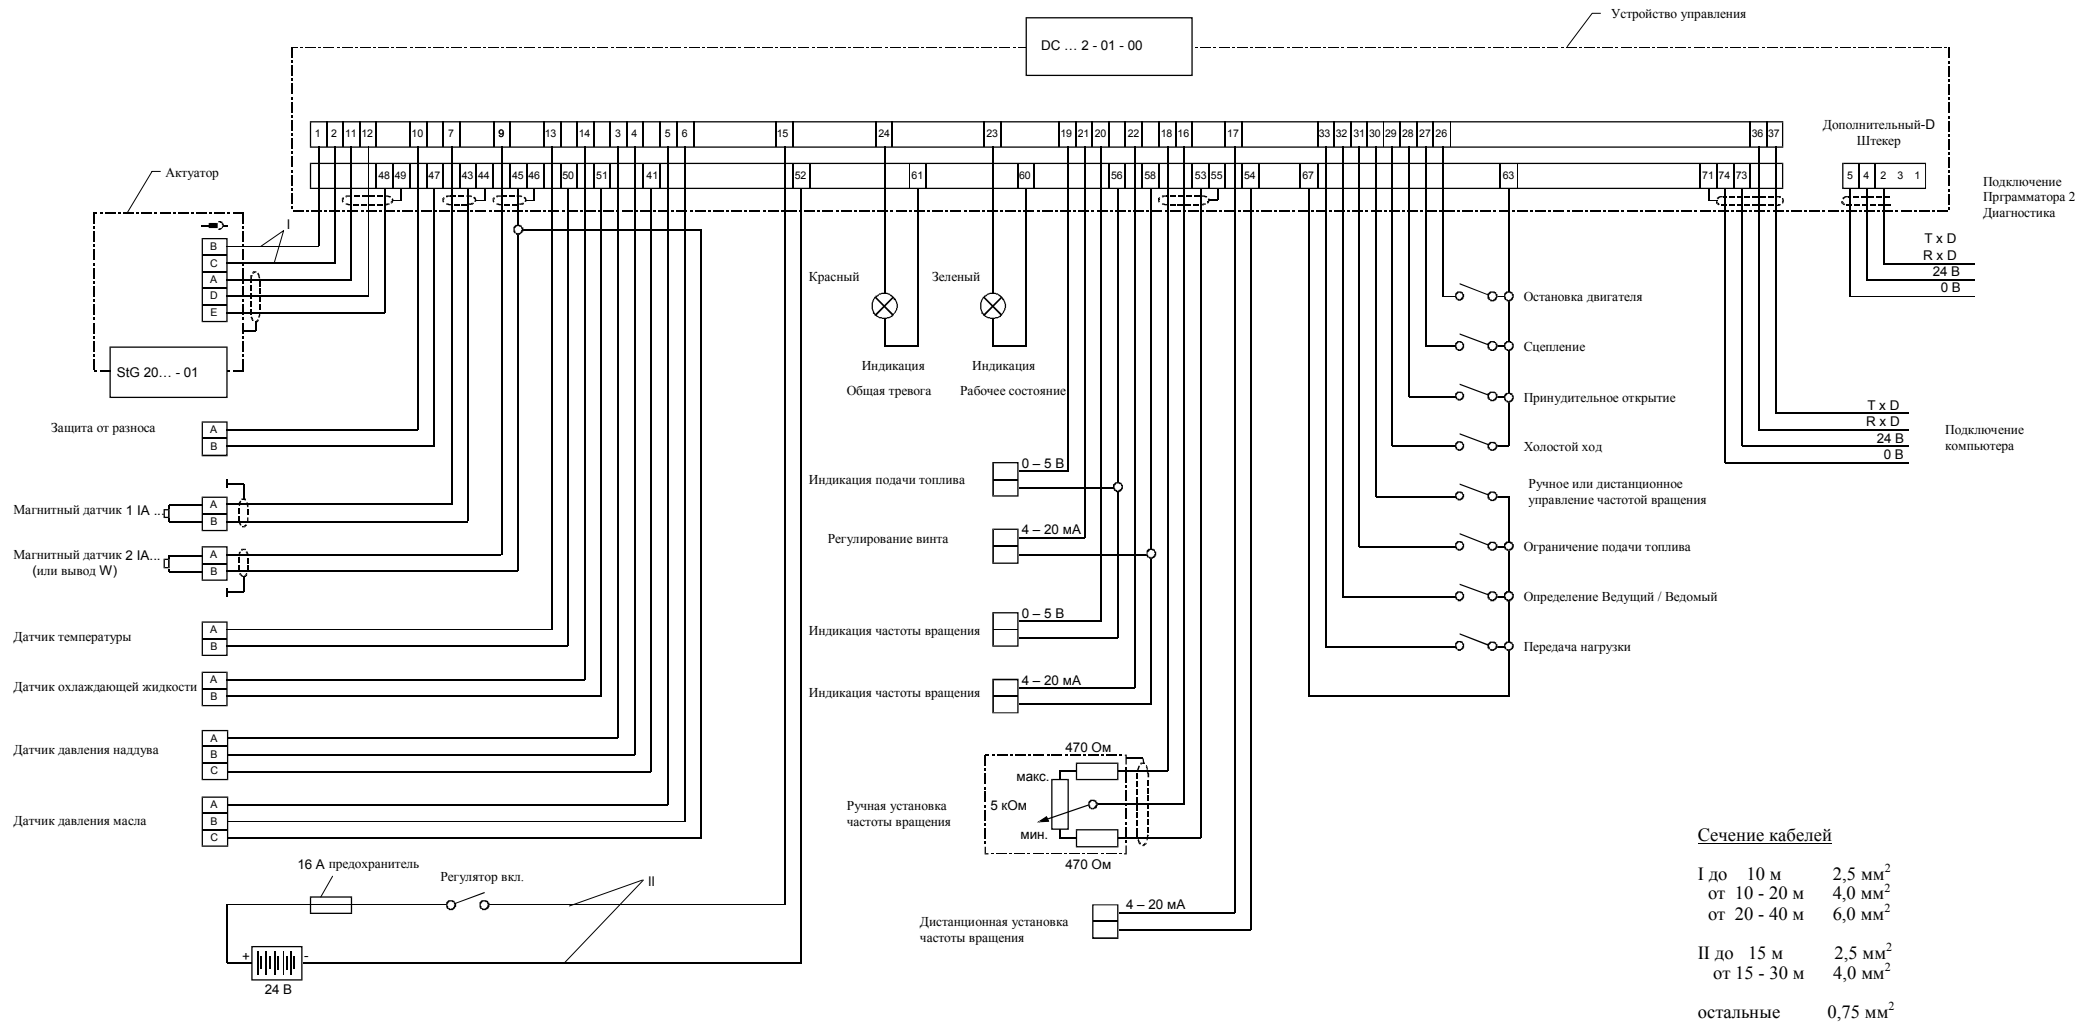 Устройство управления
DC … 2 - 01 - 00
1 2 11 12 10 7 9 13 14 3 4 5 6 15 24 23 19 21 20 22 18 16 17 33 32 31 30 29 28 27 26 36 37
48 49 47 43 44 45 46 50 51 41 52 61 60 56 58 53 55 54 67 63 71 74 73
Дополнительный-D
Штекер
5 4 2 3 1
Подключение
Прграмматора 2
Диагностика
T x D
R x D
24 В
0 В
Актуатор
I
B
C
A
D
E
StG 20… - 01
Защита от разноса
A
B
Магнитный датчик 1 IA ...
A
B
Магнитный датчик 2 IA...
(или вывод W)
A
B
Датчик температуры
A
B
Датчик охлаждающей жидкости
A
B
Датчик давления наддува
A
B
C
Датчик давления масла
A
B
C
16 А предохранитель
Регулятор вкл.
II
+
-
24 В
Красный
Индикация
Общая тревога
Зеленый
Индикация
Рабочее состояние
Индикация подачи топлива
0 – 5 В
Регулирование винта
4 – 20 мА
Индикация частоты вращения
0 – 5 В
Индикация частоты вращения
4 – 20 мА
470 Ом
макс.
5 кОм
мин.
470 Ом
Ручная установка
частоты вращения
4 – 20 мА
Дистанционная установка
частоты вращения
Остановка двигателя
Сцепление
Принудительное открытие
Холостой ход
Ручное или дистанционное
управление частотой вращения
Ограничение подачи топлива
Определение Ведущий / Ведомый
Передача нагрузки
T x D
R x D
24 В
0 В
Подключение
компьютера
Сечение кабелей
I до 10 м 2,5 мм²
от 10 - 20 м 4,0 мм²
от 20 - 40 м 6,0 мм²
II до 15 м 2,5 мм²
от 15 - 30 м 4,0 мм²
остальные 0,75 мм²